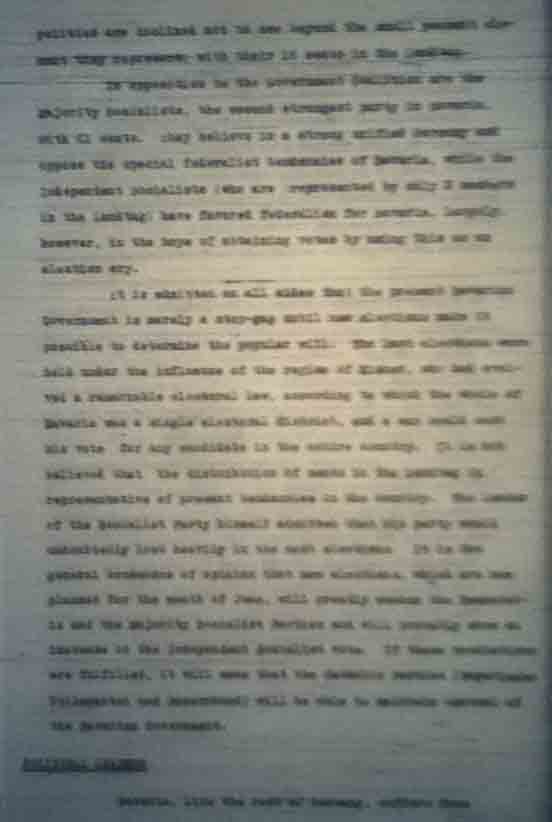 politics are inclined not to see beyond the small peasant ele-
ment they represent with their seats in the Landtag.
In opposition to the Government Coalition are the
Majority Socialists, the second strongest party in Bavaria,
with 61 seats. They believe in a strong unified Germany and
oppose the special federalist tendencies of Bavaria, while the
Independent Socialists (who are represented by only 3 members
in the Landtag) have favored federalism for Bavaria, largely,
however, in the hope of obtaining votes by using this as an
election cry.
It is admitted on all sides that the present Bavarian
Government is merely a stop-gap until new elections make it
possible to determine the popular will. The last elections were
held under the influence of the regime of Eisner, who had evol-
ved a remarkable electoral law, according to which the whole of
Bavaria was a single electoral district, and a man could cast
his vote for any candidate in the entire country. It is not
believed that the distribution of seats in the Landtag is
representative of present tendencies in the country. The leader
of the Socialist Party himself admitted that his party would
undoubtedly lose heavily in the next elections. It is the
general consensus of opinion that new elections, which are now
planned for the month of June, will greatly weaken the Democrat-
ic and the Majority Socialist Parties and will probably show an
increase in the Independent Socialist vote. If these predictions
are fulfilled, it will mean that the parties (Bayerische
Volkspartei and Bauernbund) will be able to maintain control of
the Bavarian Government.
POLITICAL
Bavaria, like the rest of Germany, suffers from